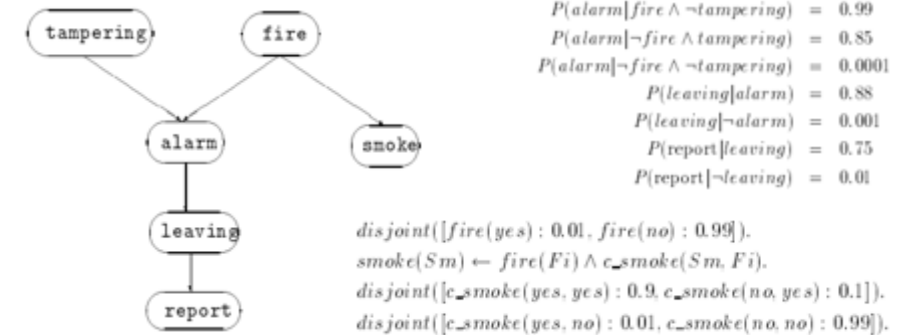 tampering
fire
alarm
smoke
leaving
report
P(alarm|fire ∧ ¬tampering) = 0.99
P(alarm|¬fire ∧ tampering) = 0.85
P(alarm|¬fire ∧ ¬tampering) = 0.0001
P(leaving|alarm) = 0.88
P(leaving|¬alarm) = 0.001
P(report|leaving) = 0.75
P(report|¬leaving) = 0.01
disjoint([fire(yes) : 0.01, fire(no) : 0.99]).
smoke(Sm) ← fire(Fi) ∧ c_smoke(Sm, Fi).
disjoint([c_smoke(yes, yes) : 0.9, c_smoke(no, yes) : 0.1]).
disjoint([c_smoke(yes, no) : 0.01, c_smoke(no, no) : 0.99]).